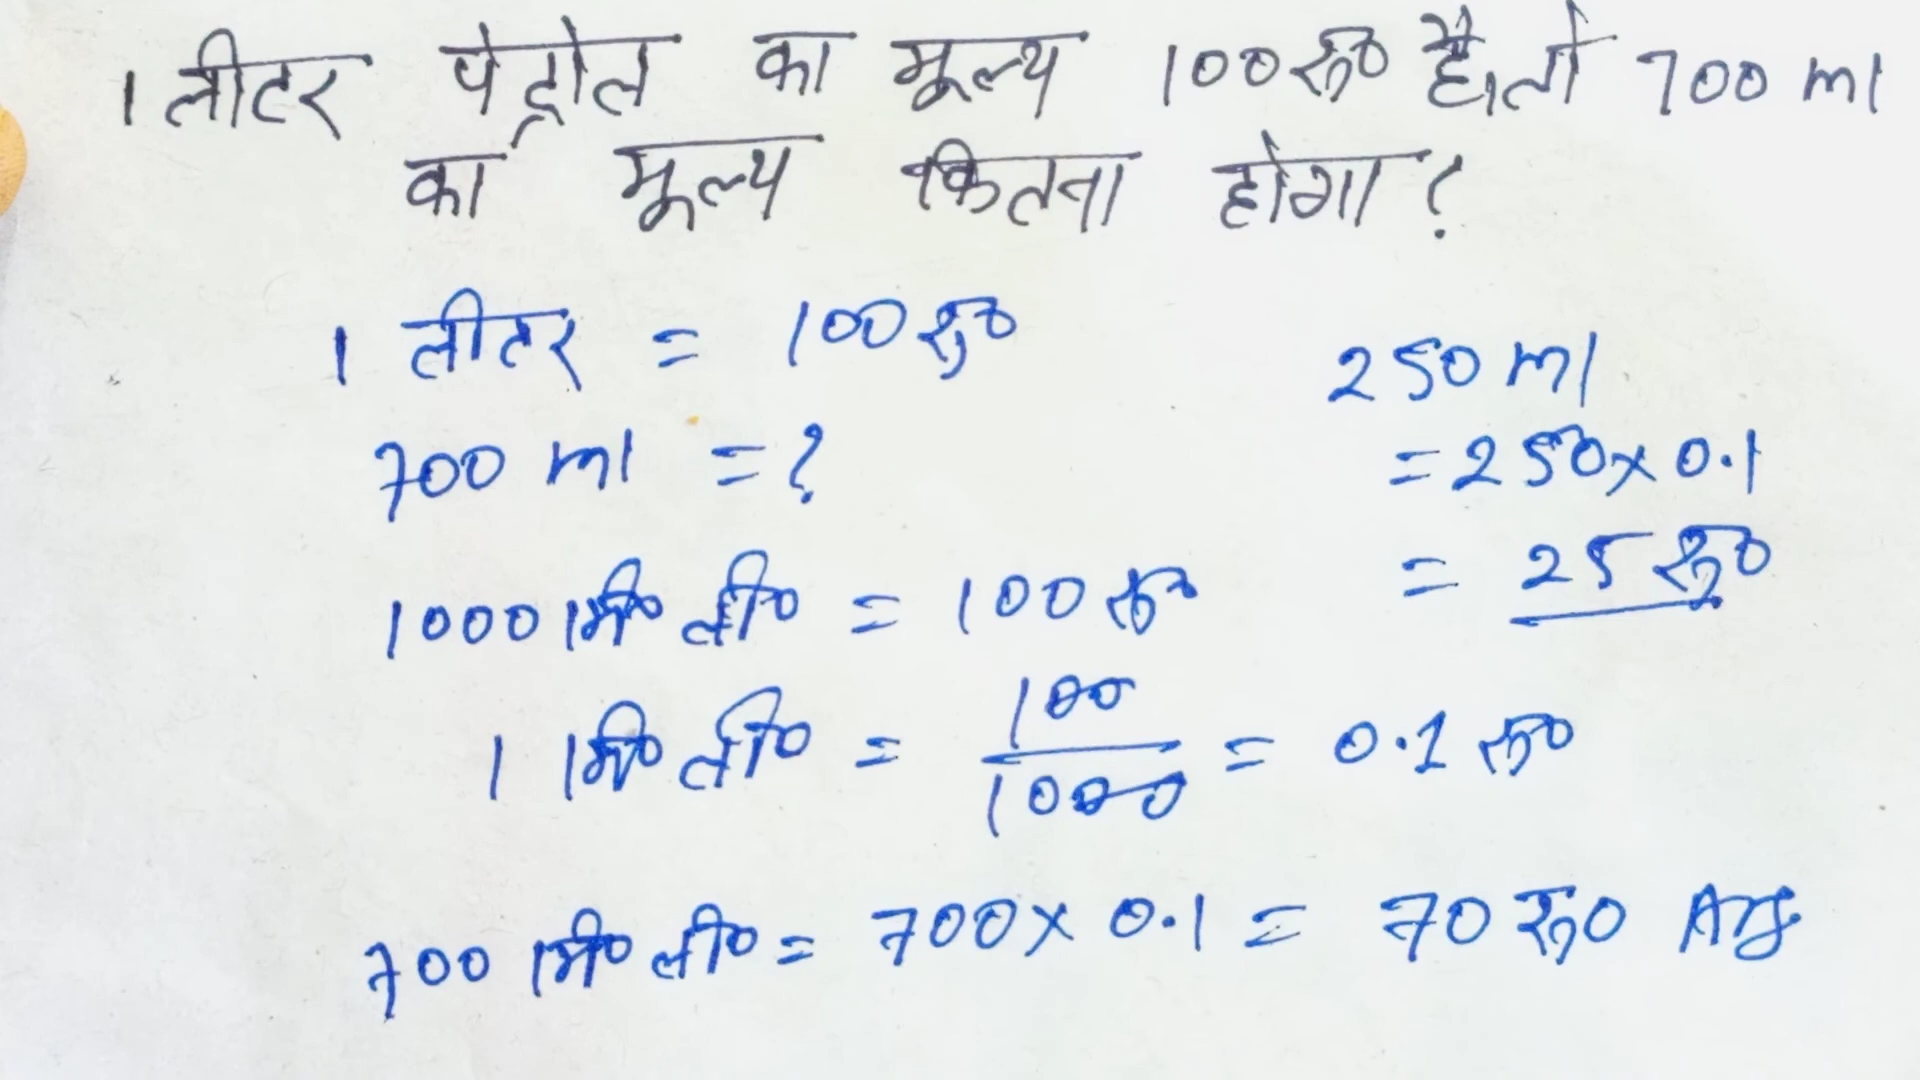 1 लीटर पेट्रोल का मूल्य 100 रु० है, तो 700 ml
का मूल्य कितना होगा ?
1 लीटर = 100 रु०
700 ml = ?
1000 मि० ली० = 100 रु०
1 मि० ली० = 100/1000 = 0.1 रु०
700 मि० ली० = 700 x 0.1 = 70 रु० Ans
250 ml
= 250 x 0.1
= 25 रु०